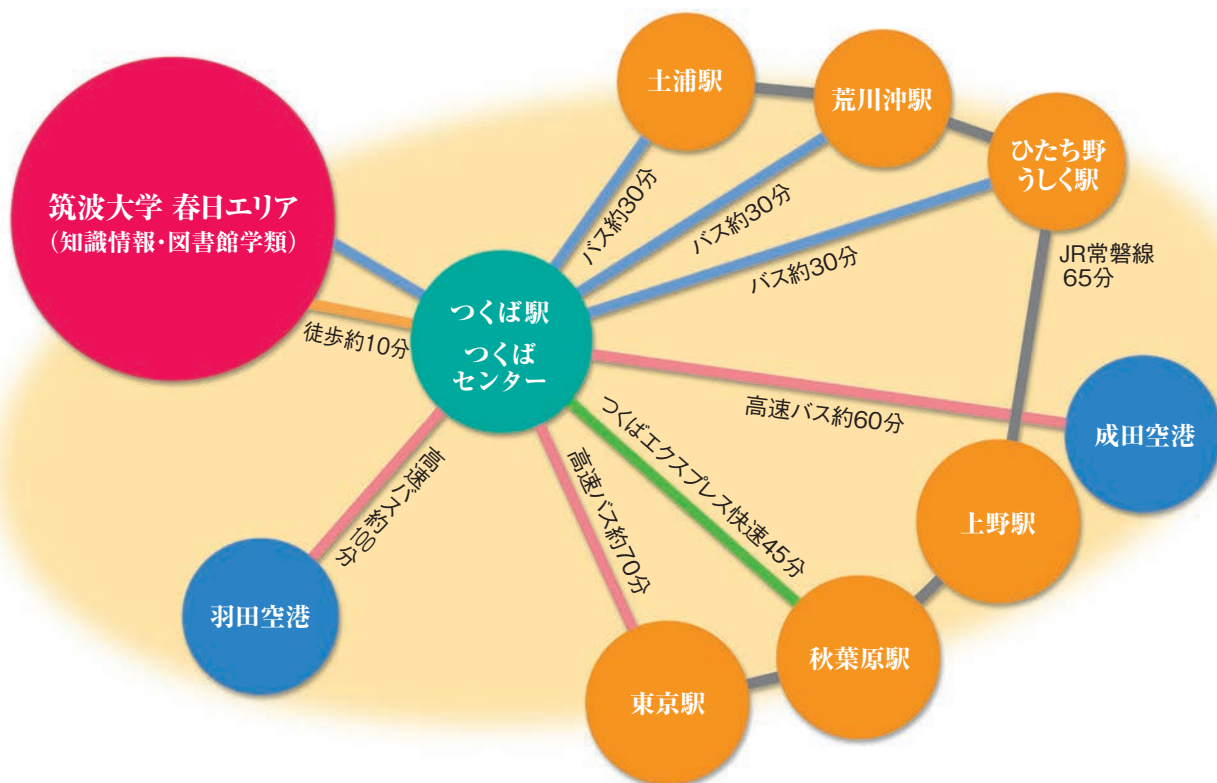 土浦駅
荒川沖駅
ひたち野
うしく駅
筑波大学 春日エリア
（知識情報・図書館学類）
バス約30分
バス約30分
バス約30分
JR常磐線
65分
つくば駅
つくば
センター
徒歩約10分
高速バス約60分
成田空港
つくばエクスプレス快速45分
高速バス約70分
高速バス約100分
上野駅
羽田空港
秋葉原駅
東京駅